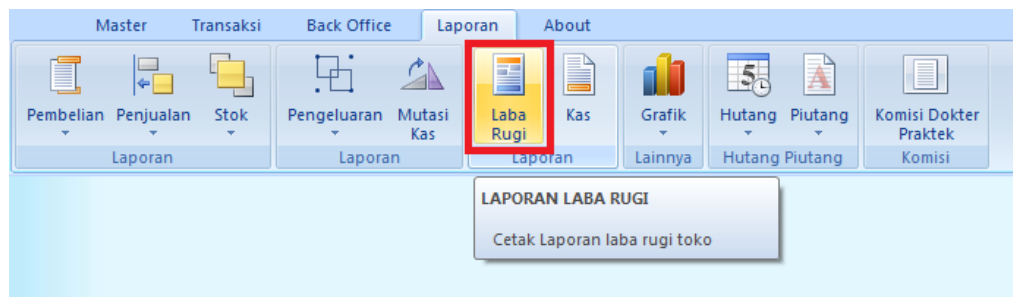 Master Transaksi Back Office Laporan About
Pembelian Penjualan Stok Pengeluaran Mutasi Kas Laba Rugi Kas Grafik Hutang Piutang Komisi Dokter Praktek
Laporan Laporan Laporan Lainnya Hutang Piutang Komisi
LAPORAN LABA RUGI
Cetak Laporan laba rugi toko